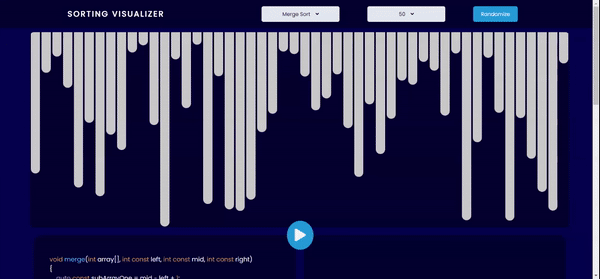 SORTING VISUALIZER
Merge Sort
50
Randomize
void merge(int array[], int const left, int const mid, int const right)
{
auto const subArrayOne = mid - left + 1;